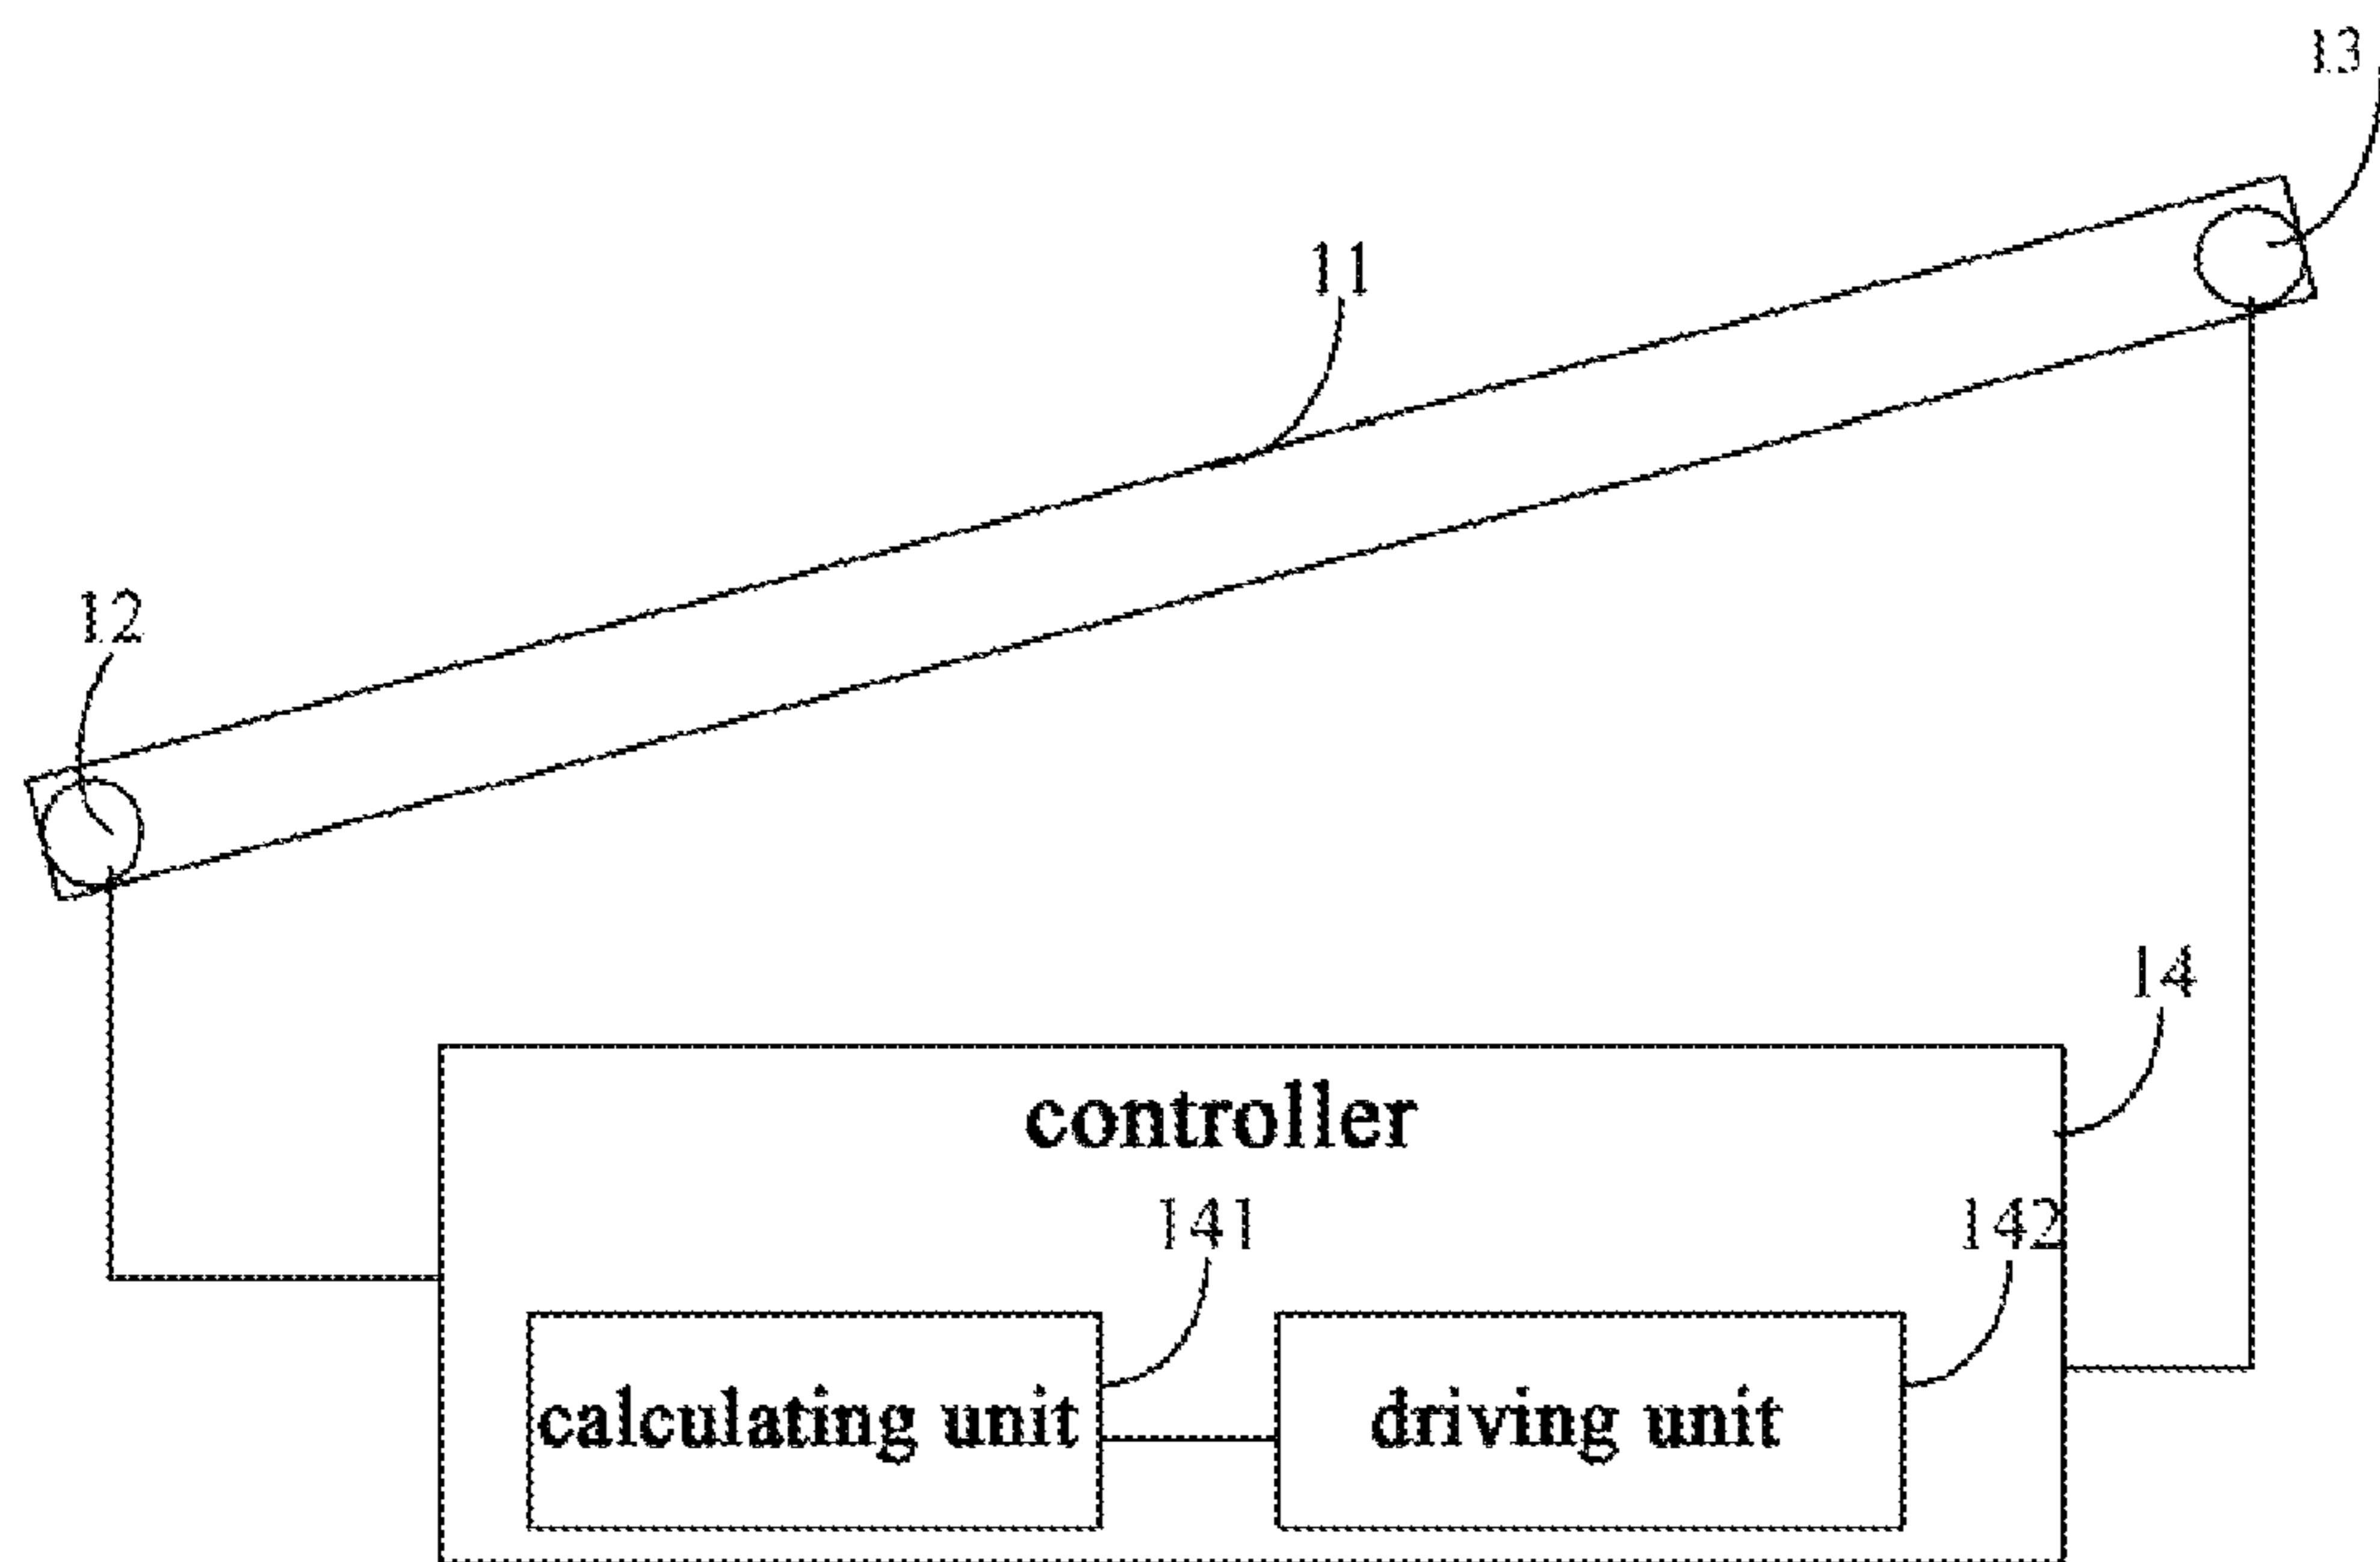 13
11
12
14
controller
141
142
calculating unit
driving unit